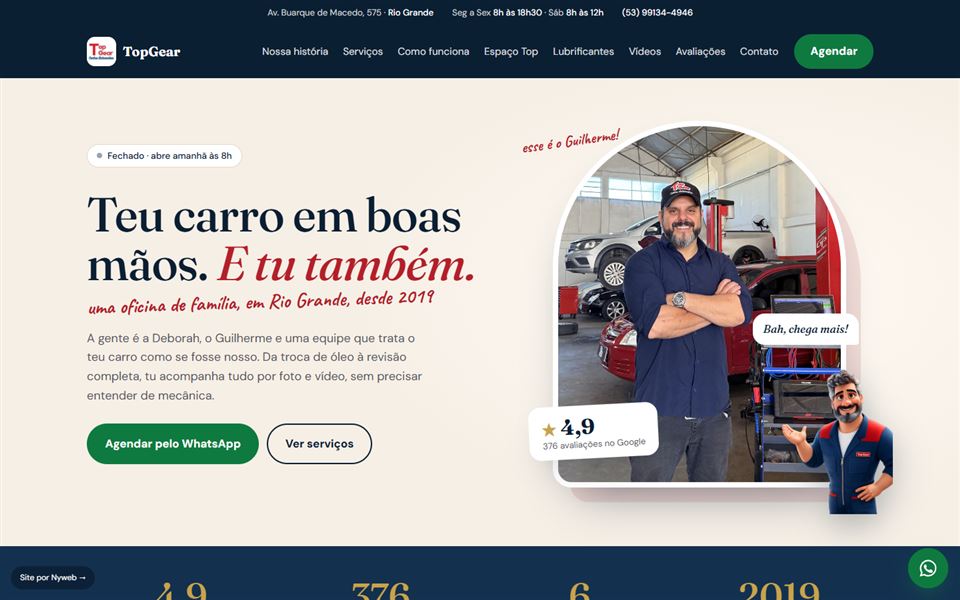 Av. Buarque de Macedo, 575 · Rio Grande Seg a Sex 8h às 18h30 · Sáb 8h às 12h (53) 99134-4946
Top Gear
TopGear
Nossa história Serviços Como funciona Espaço Top Lubrificantes Vídeos Avaliações Contato Agendar
esse é o Guilherme!
Fechado · abre amanhã às 8h
Teu carro em boas
mãos. E tu também.
uma oficina de família, em Rio Grande, desde 2019
A gente é a Deborah, o Guilherme e uma equipe que trata o
teu carro como se fosse nosso. Da troca de óleo à revisão
completa, tu acompanha tudo por foto e vídeo, sem precisar
entender de mecânica.
Bah, chega mais!
★ 4,9
376 avaliações no Google
Agendar pelo WhatsApp Ver serviços
Site por Nyweb →
4,9 376 6 2019